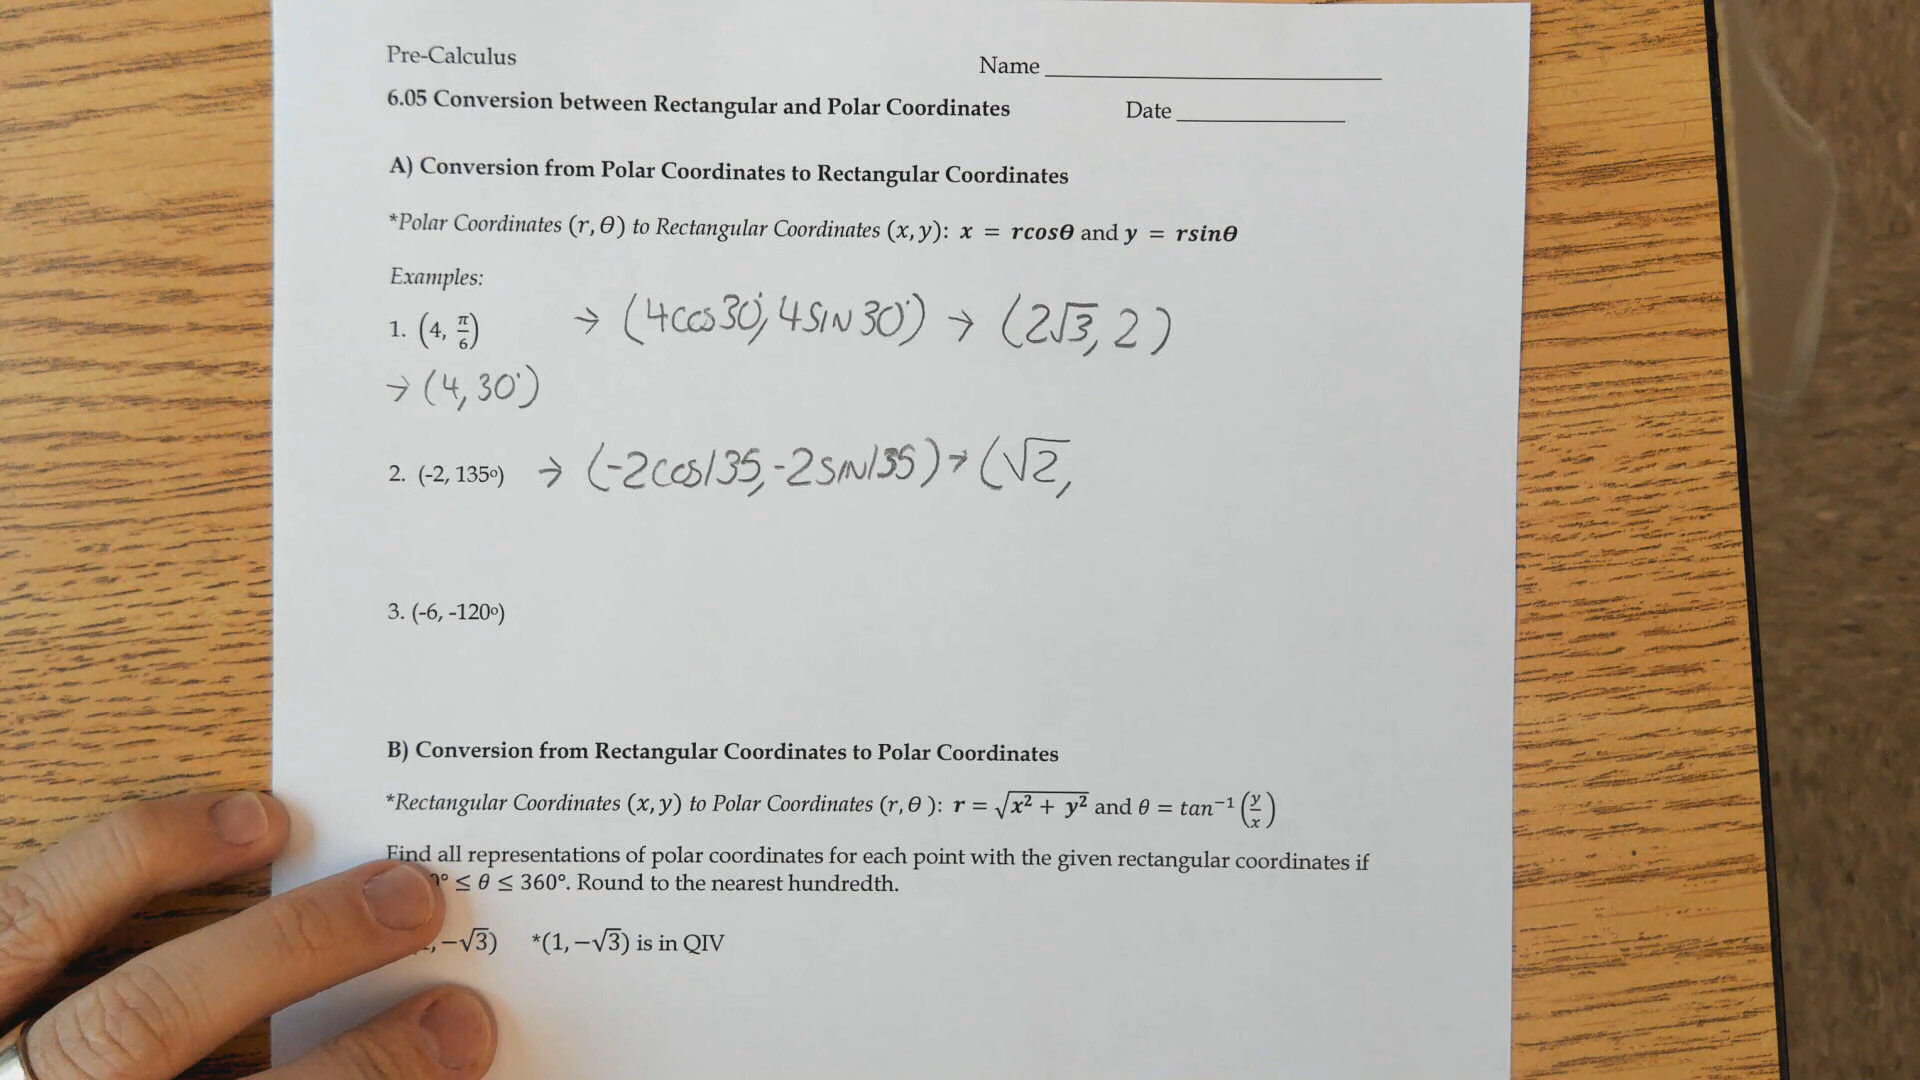 Pre-Calculus
Name
6.05 Conversion between Rectangular and Polar Coordinates
Date
A) Conversion from Polar Coordinates to Rectangular Coordinates
*Polar Coordinates (r, θ) to Rectangular Coordinates (x, y): x = rcosθ and y = rsinθ
Examples:
1. (4, π/6) → (4cos30°, 4SIN30°) → (2√3, 2)
→ (4, 30°)
2. (-2, 135º) → (-2cos135, -2SIN135) → (√2,
3. (-6, -120º)
B) Conversion from Rectangular Coordinates to Polar Coordinates
*Rectangular Coordinates (x, y) to Polar Coordinates (r, θ ): r = √x² + y² and θ = tan⁻¹ (y/x)
Find all representations of polar coordinates for each point with the given rectangular coordinates if
° ≤ θ ≤ 360°. Round to the nearest hundredth.
, −√3) *(1, −√3) is in QIV